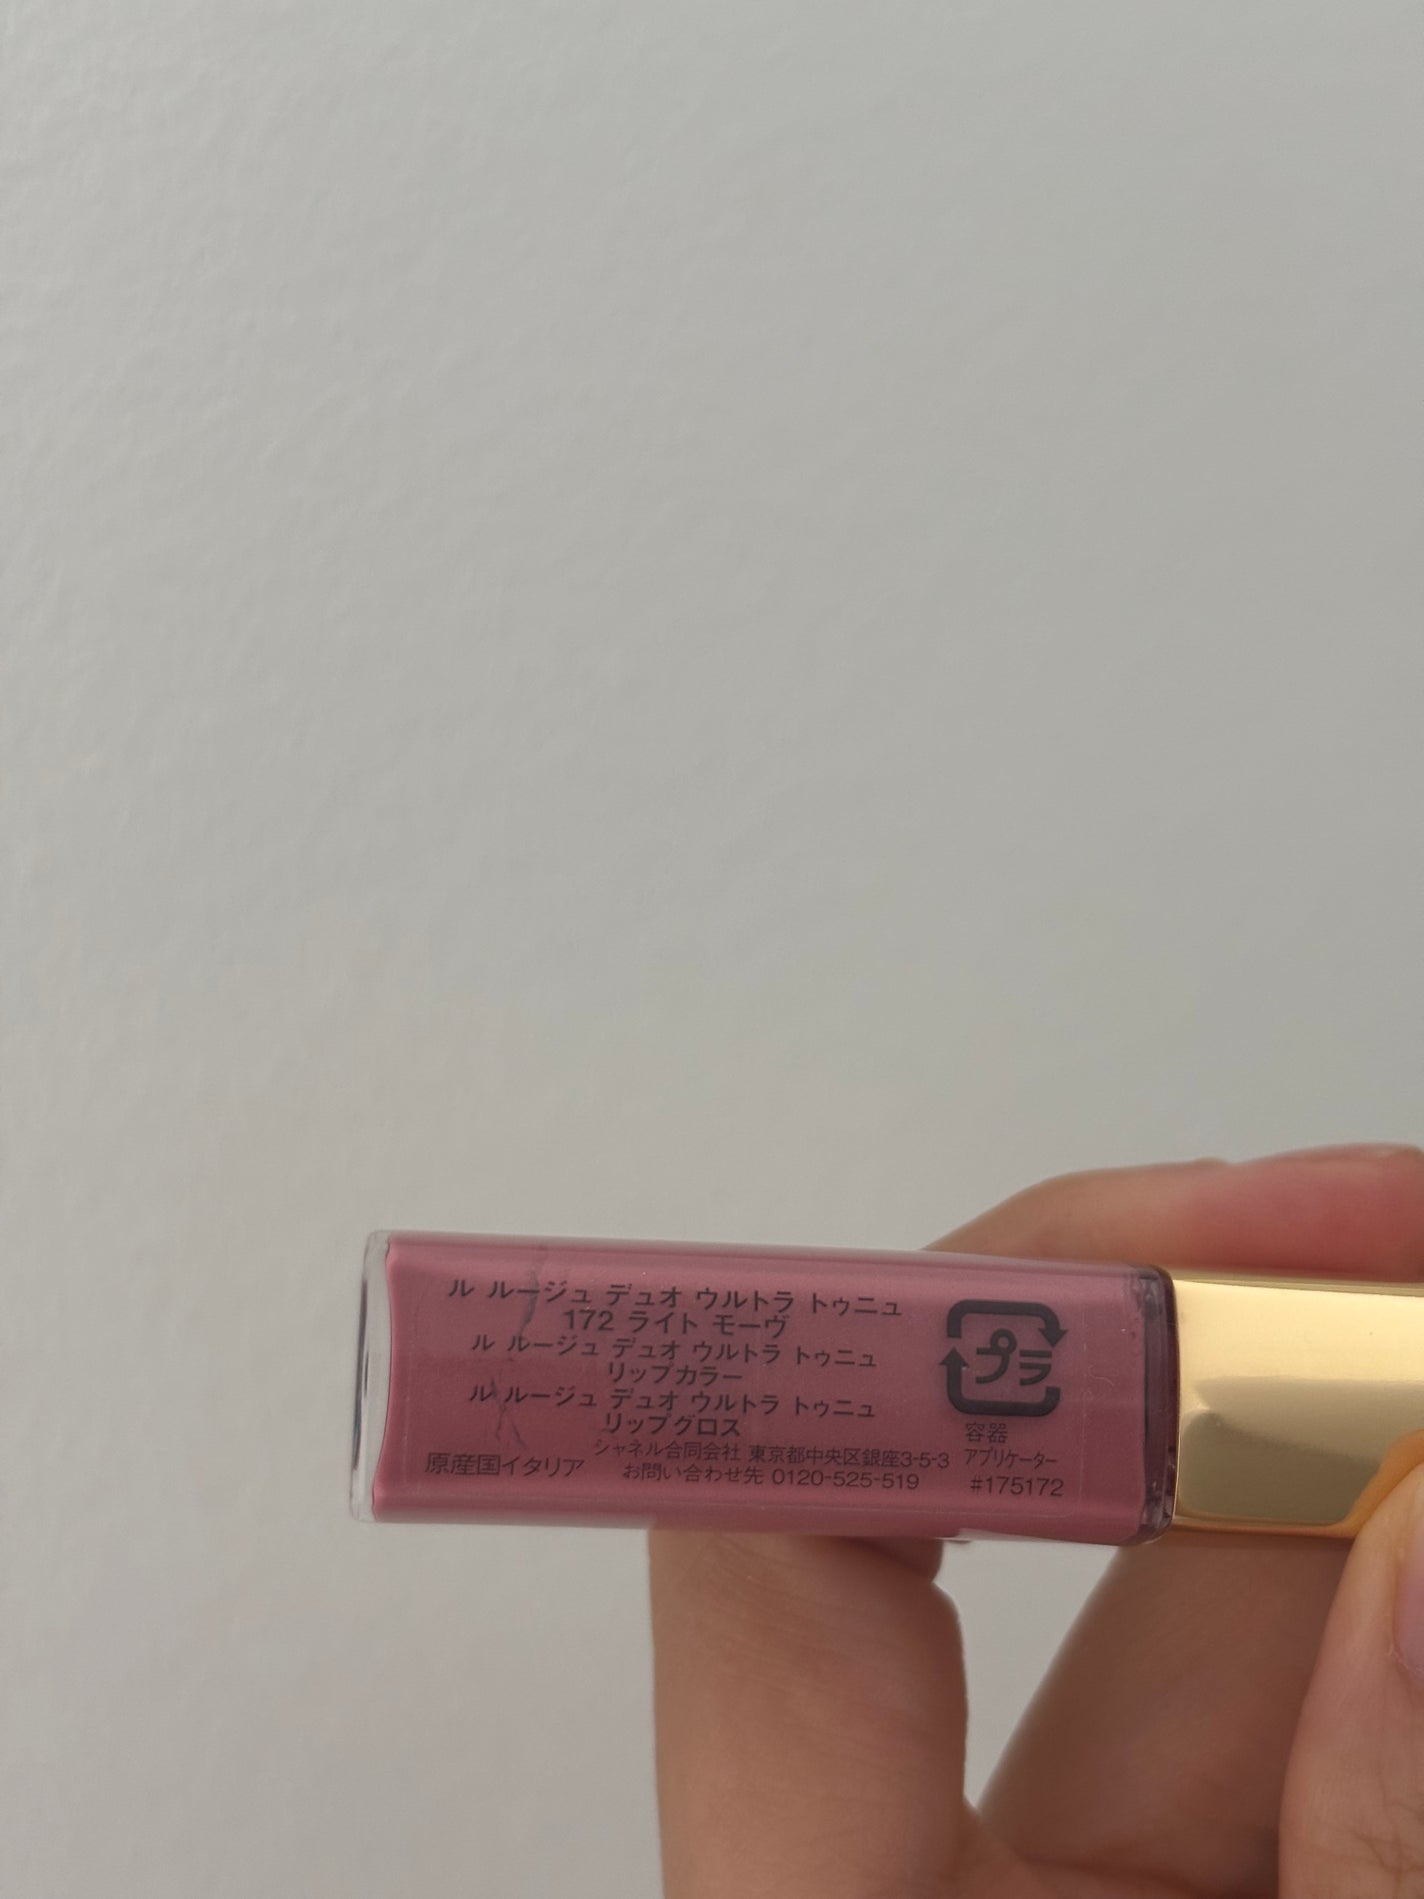 ル ルージュ デュオ ウルトラ トゥニュ
172 ライト モーヴ
ル ルージュ デュオ ウルトラ トゥニュ
リップカラー
ル ルージュ デュオ ウルトラ トゥニュ
リップグロス
シャネル合同会社 東京都中央区銀座3-5-3
原産国イタリア お問い合わせ先 0120-525-519
プラ
容器
アプリケーター
#175172